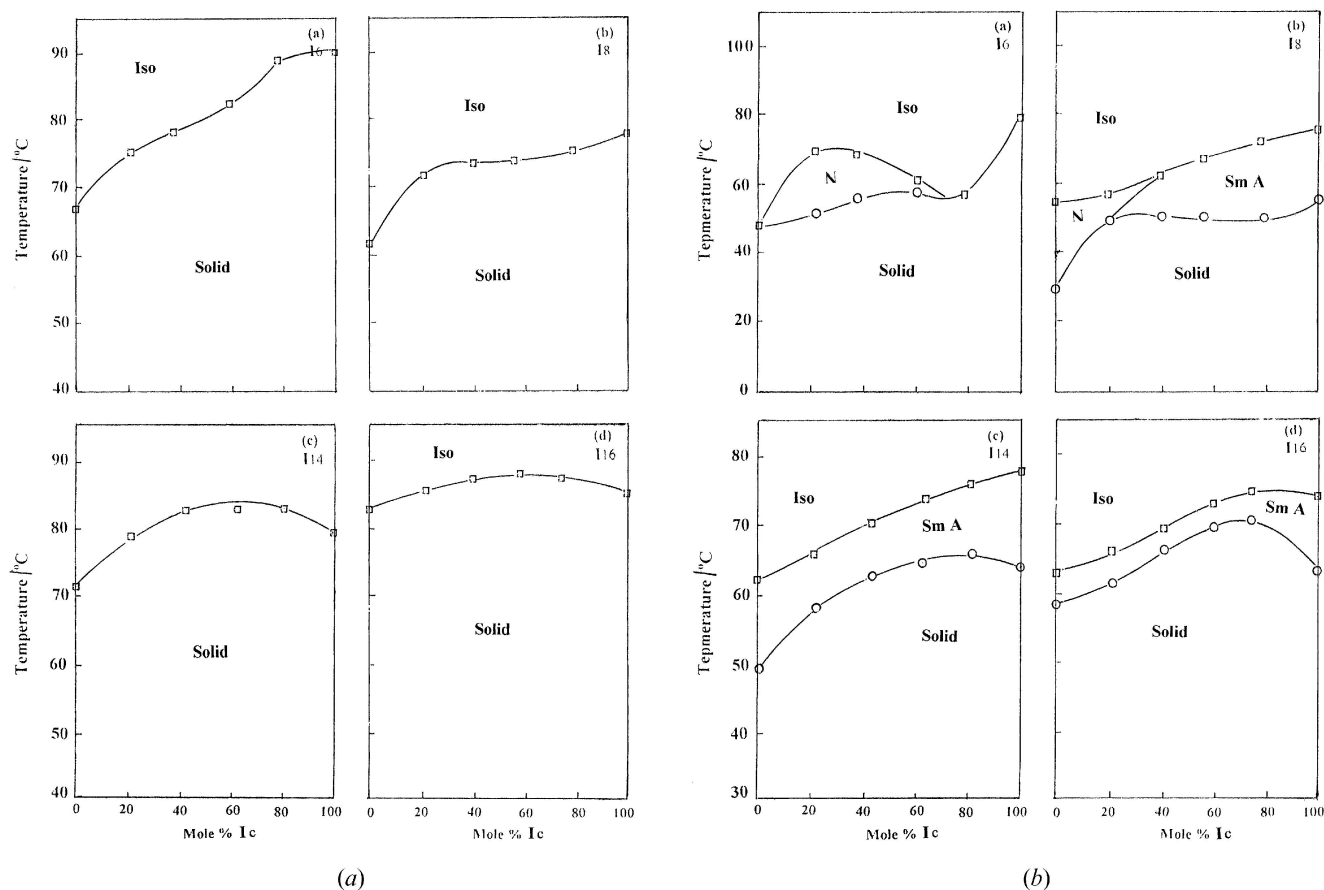 (a)
I6
Iso
Solid
90
80
70
60
50
40
Temperature /°C
(b)
I8
Iso
Solid
(c)
I14
Solid
90
80
70
60
50
40
Temperature /°C
0 20 40 60 80 100
Mole % Ic
(d)
I16
Iso
Solid
0 20 40 60 80 100
Mole % Ic
(a)
(a)
I6
Iso
N
Solid
100
80
60
40
20
0
Tepmerature /°C
(b)
I8
Iso
Sm A
N
Solid
(c)
I14
Iso
Sm A
Solid
80
70
60
50
40
30
Tepmerature /°C
0 20 40 60 80 100
Mole % Ic
(d)
I16
Iso
Sm A
Solid
0 20 40 60 80 100
Mole % Ic
(b)